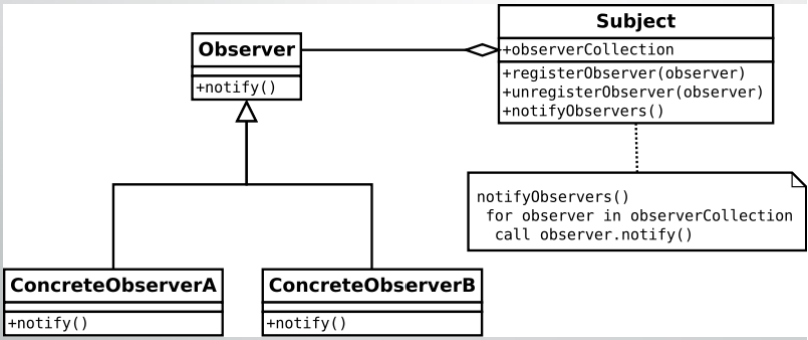 Observer
+notify()
Subject
+observerCollection
+registerObserver(observer)
+unregisterObserver(observer)
+notifyObservers()
notifyObservers()
for observer in observerCollection
call observer.notify()
ConcreteObserverA
+notify()
ConcreteObserverB
+notify()